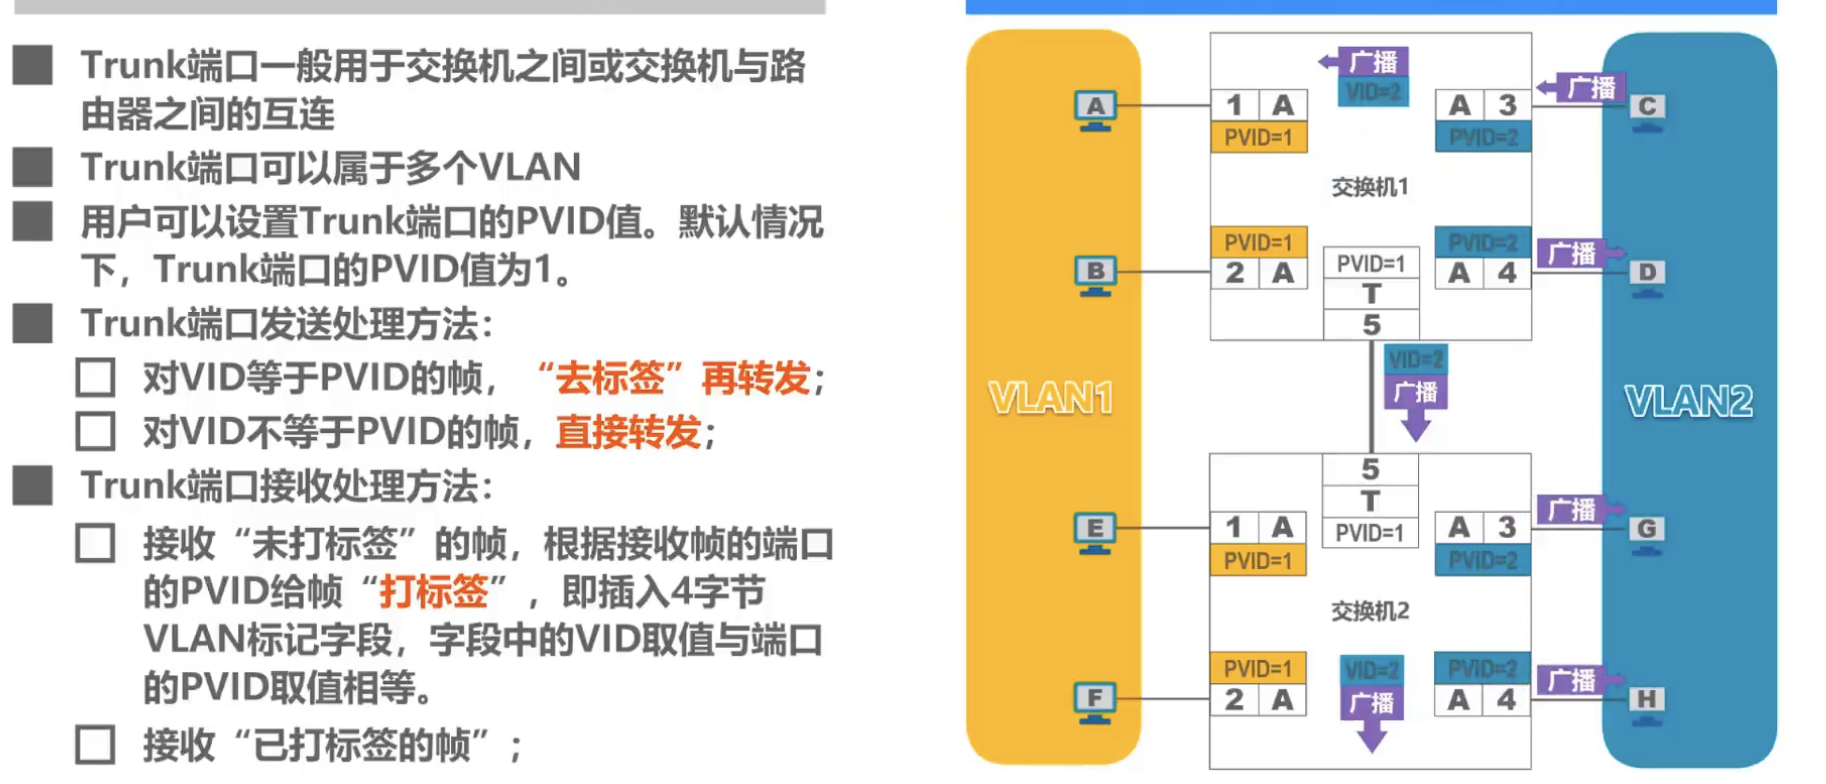 Trunk端口一般用于交换机之间或交换机与路
由器之间的互连
Trunk端口可以属于多个VLAN
用户可以设置Trunk端口的PVID值。默认情况
下，Trunk端口的PVID值为1。
Trunk端口发送处理方法：
对VID等于PVID的帧，“去标签”再转发；
对VID不等于PVID的帧，直接转发；
Trunk端口接收处理方法：
接收“未打标签”的帧，根据接收帧的端口
的PVID给帧“打标签”，即插入4字节
VLAN标记字段，字段中的VID取值与端口
的PVID取值相等。
接收“已打标签的帧”；
广播
VID=2
广播
A
1 A
A 3
C
PVID=1
PVID=2
交换机1
PVID=1
PVID=2
广播
B
2 A
PVID=1
A 4
D
T
5
VID=2
广播
VLAN1
VLAN2
5
T
PVID=1
广播
E
1 A
A 3
G
PVID=1
PVID=2
交换机2
PVID=1
VID=2
PVID=2
广播
F
2 A
广播
A 4
H